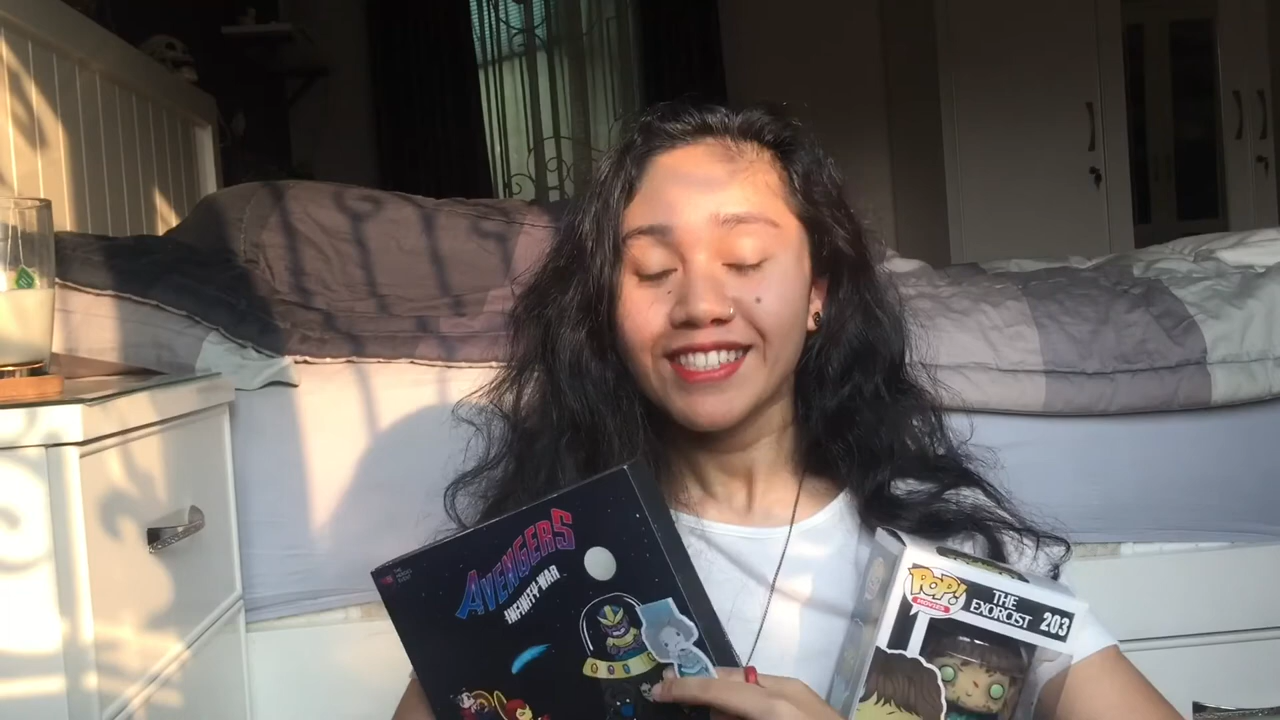 AVENGERS
INFINITY WAR
POP!
MOVIES
THE
EXORCIST
203